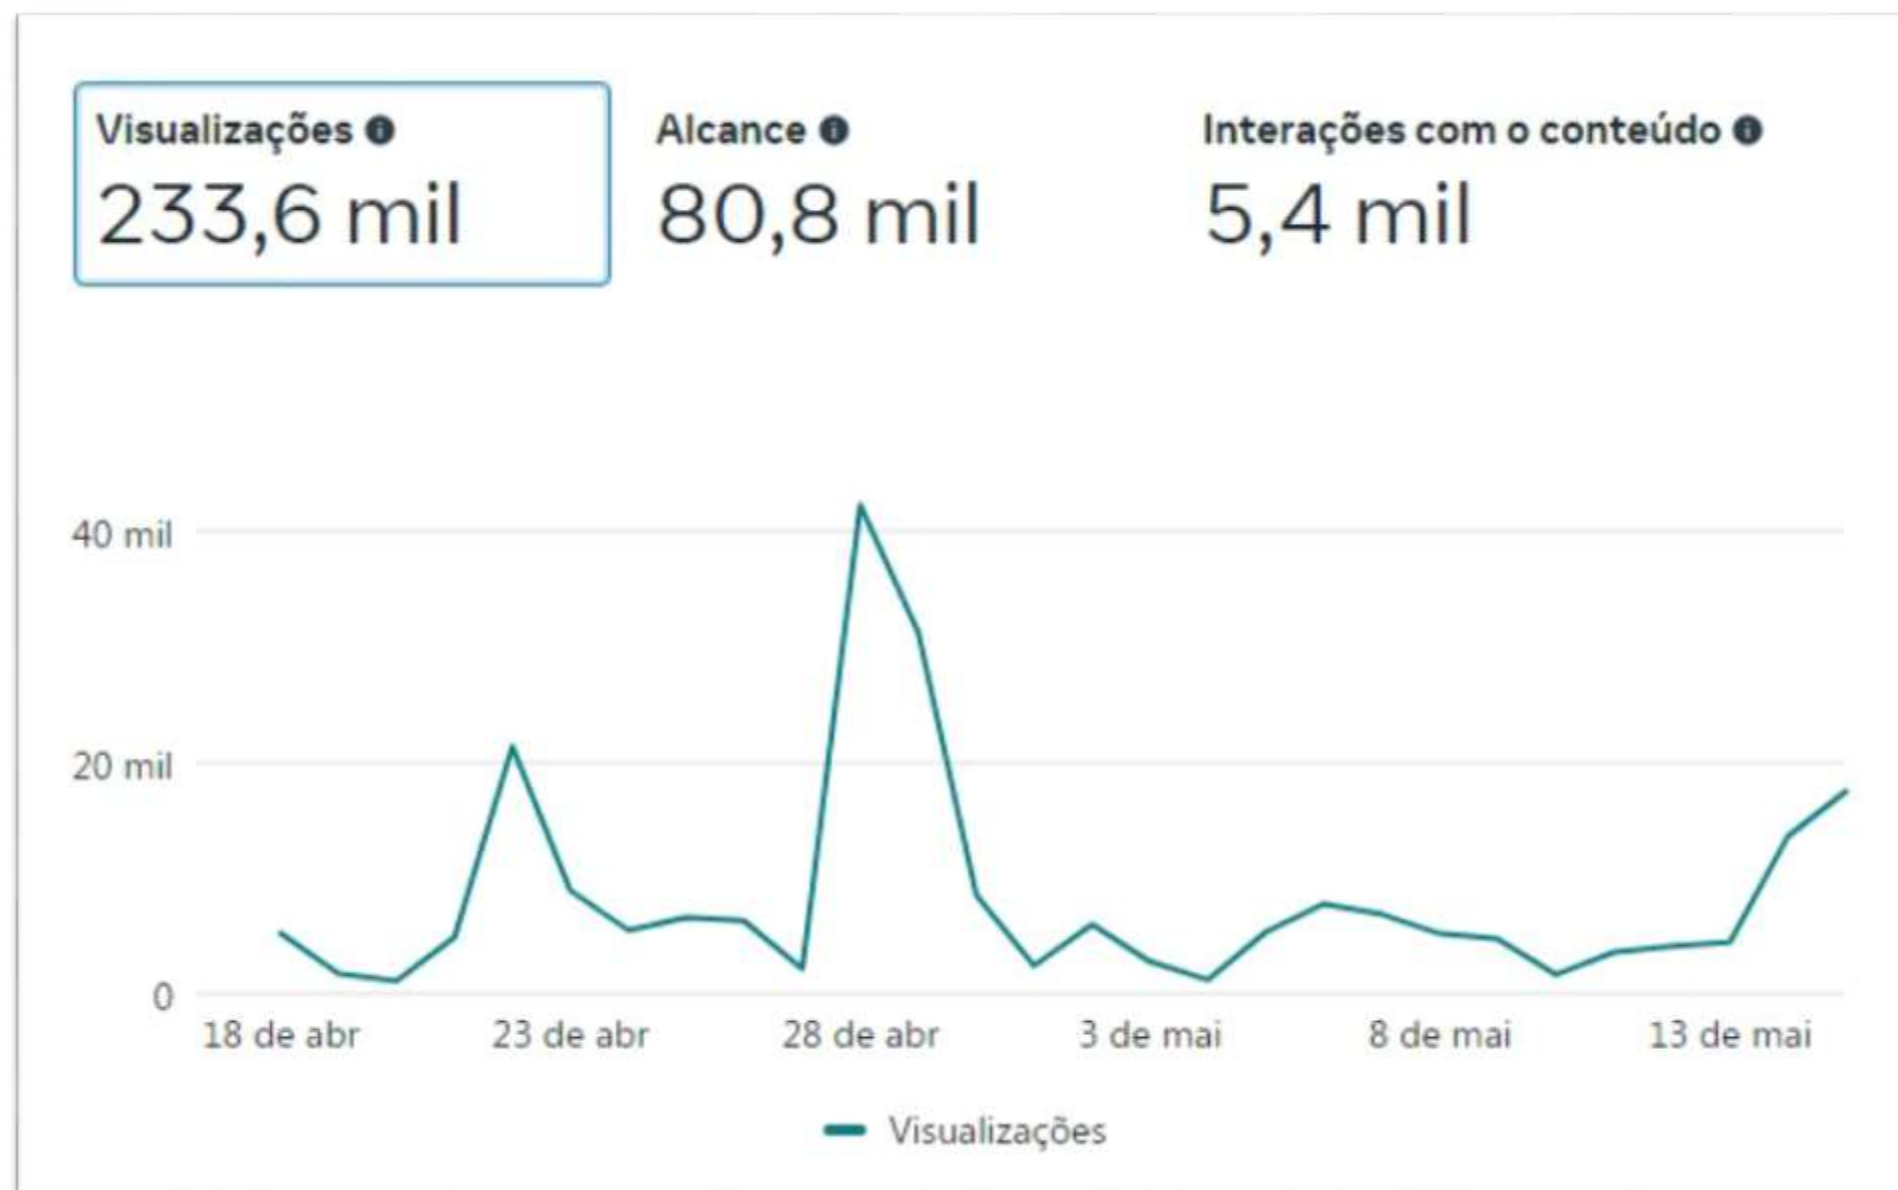 Visualizações
233,6 mil
Alcance
80,8 mil
Interações com o conteúdo
5,4 mil
40 mil
20 mil
0
18 de abr 23 de abr 28 de abr 3 de mai 8 de mai 13 de mai
Visualizações